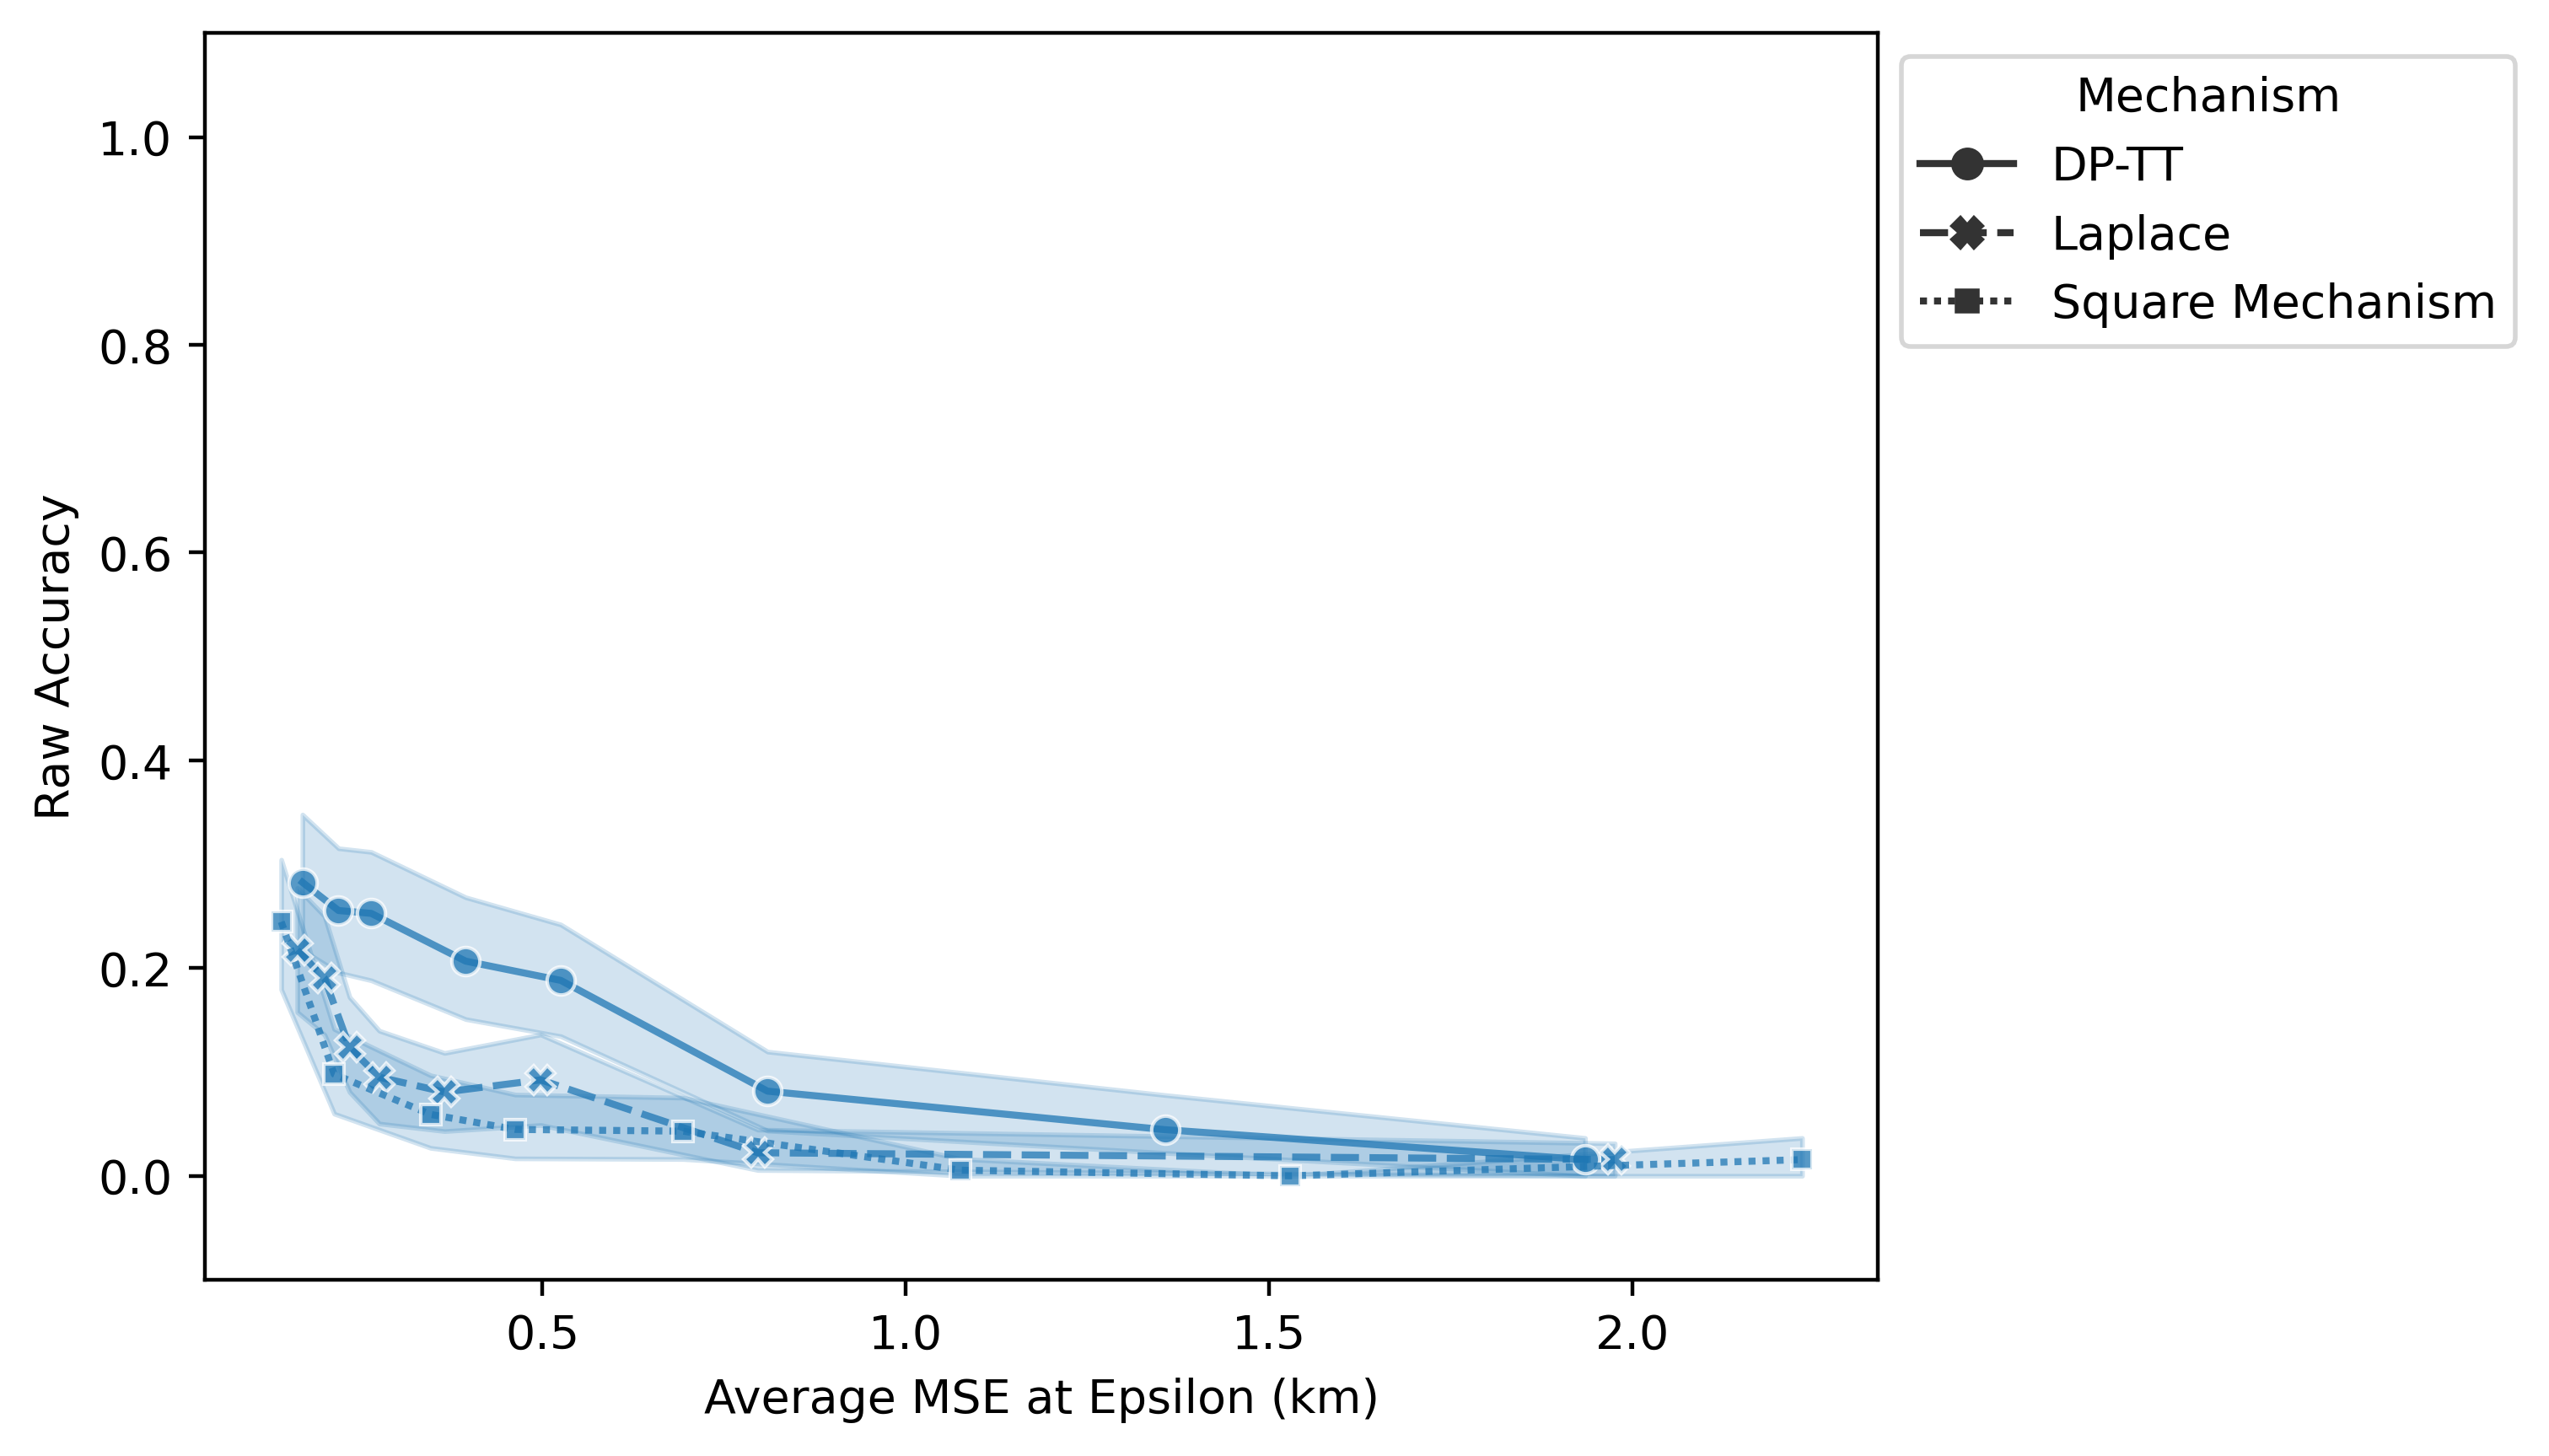 Mechanism
DP-TT
Laplace
Square Mechanism
1.0
0.8
0.6
0.4
0.2
0.0
Raw Accuracy
0.5 1.0 1.5 2.0
Average MSE at Epsilon (km)